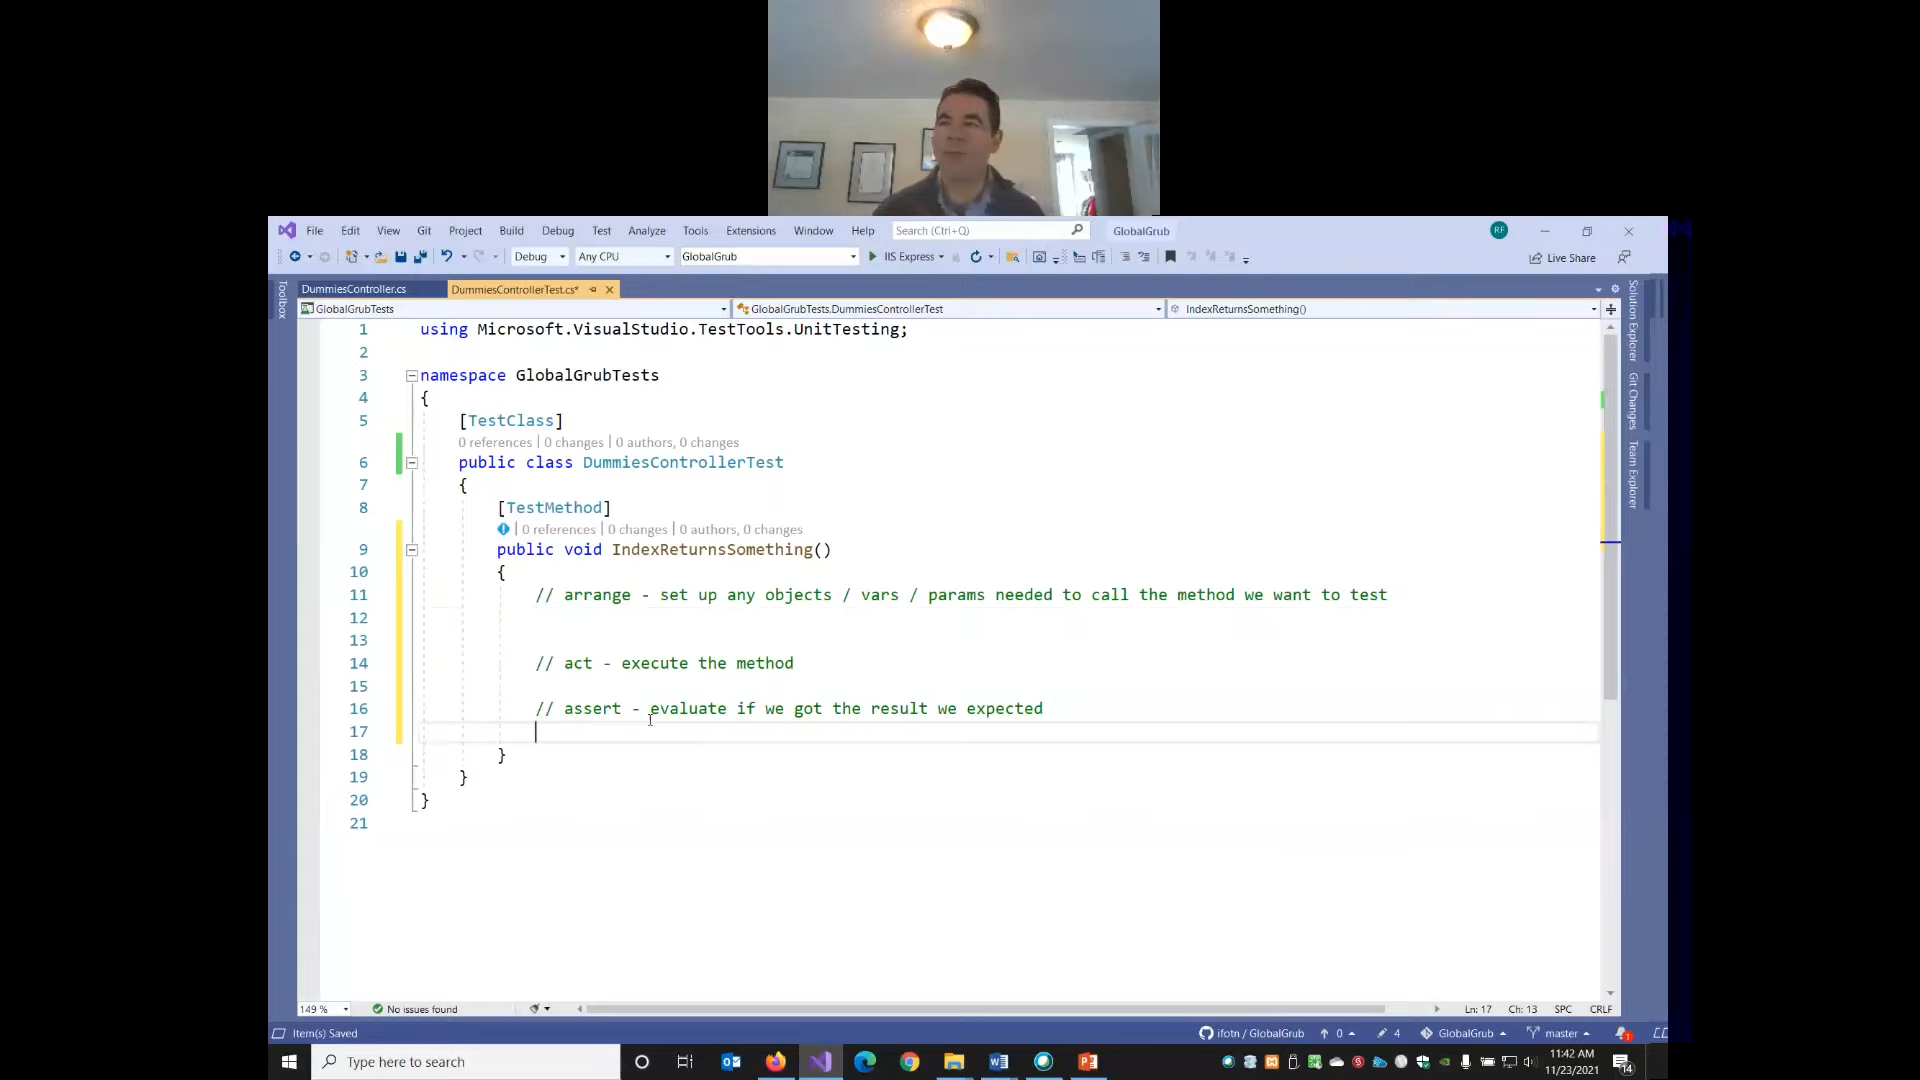 File Edit View Git Project Build Debug Test Analyze Tools Extensions Window Help Search (Ctrl+Q) GlobalGrub RF
Debug Any CPU GlobalGrub IIS Express Live Share
DummiesController.cs DummiesControllerTest.cs*
GlobalGrubTests GlobalGrubTests.DummiesControllerTest IndexReturnsSomething()
Toolbox
Solution Explorer
Git Changes
Team Explorer
1 using Microsoft.VisualStudio.TestTools.UnitTesting;
2
3 namespace GlobalGrubTests
4 {
5 [TestClass]
0 references | 0 changes | 0 authors, 0 changes
6 public class DummiesControllerTest
7 {
8 [TestMethod]
0 references | 0 changes | 0 authors, 0 changes
9 public void IndexReturnsSomething()
10 {
11 // arrange - set up any objects / vars / params needed to call the method we want to test
12
13
14 // act - execute the method
15
16 // assert - evaluate if we got the result we expected
17
18 }
19 }
20 }
21
149 % No issues found Ln: 17 Ch: 13 SPC CRLF
Item(s) Saved ifotn / GlobalGrub 0 4 GlobalGrub master 1
Type here to search 11:42 AM
11/23/2021 14